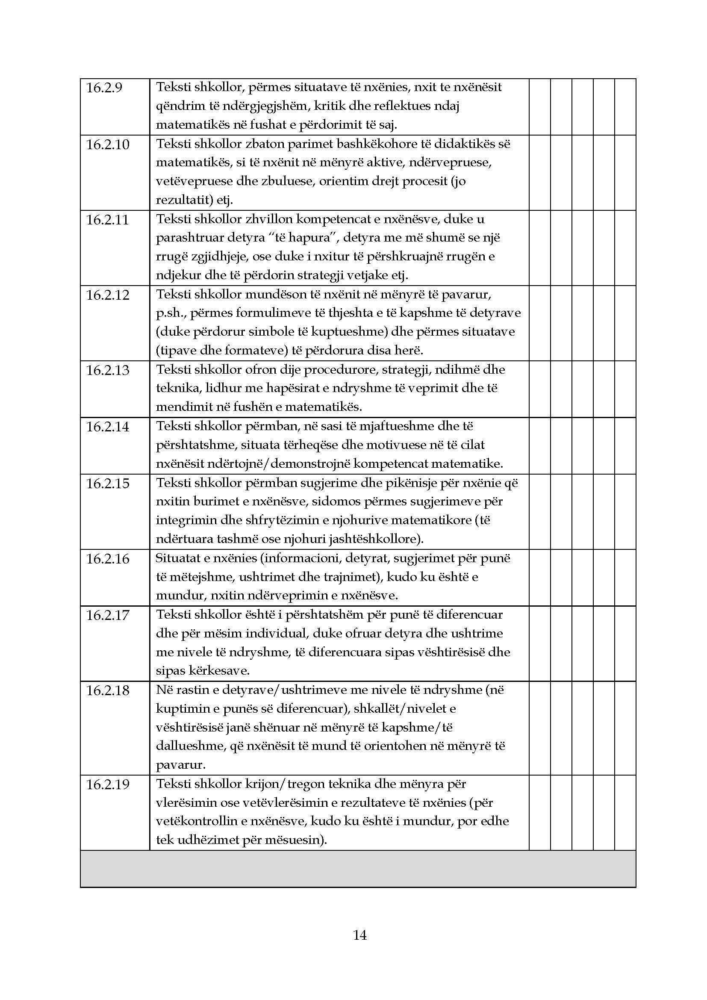 16.2.9 Teksti shkollor, përmes situatave të nxënies, nxit te nxënësit
qëndrim të ndërgjegjshëm, kritik dhe reflektues ndaj
matematikës në fushat e përdorimit të saj.
16.2.10 Teksti shkollor zbaton parimet bashkëkohore të didaktikës së
matematikës, si të nxënit në mënyrë aktive, ndërvepruese,
vetëvepruese dhe zbuluese, orientim drejt procesit (jo
rezultatit) etj.
16.2.11 Teksti shkollor zhvillon kompetencat e nxënësve, duke u
parashtruar detyra “të hapura”, detyra me më shumë se një
rrugë zgjidhjeje, ose duke i nxitur të përshkruajnë rrugën e
ndjekur dhe të përdorin strategji vetjake etj.
16.2.12 Teksti shkollor mundëson të nxënit në mënyrë të pavarur,
p.sh., përmes formulimeve të thjeshta e të kapshme të detyrave
(duke përdorur simbole të kuptueshme) dhe përmes situatave
(tipave dhe formateve) të përdorura disa herë.
16.2.13 Teksti shkollor ofron dije procedurore, strategji, ndihmë dhe
teknika, lidhur me hapësirat e ndryshme të veprimit dhe të
mendimit në fushën e matematikës.
16.2.14 Teksti shkollor përmban, në sasi të mjaftueshme dhe të
përshtatshme, situata tërheqëse dhe motivuese në të cilat
nxënësit ndërtojnë/demonstrojnë kompetencat matematike.
16.2.15 Teksti shkollor përmban sugjerime dhe pikënisje për nxënie që
nxitin burimet e nxënësve, sidomos përmes sugjerimeve për
integrimin dhe shfrytëzimin e njohurive matematikore (të
ndërtuara tashmë ose njohuri jashtëshkollore).
16.2.16 Situatat e nxënies (informacioni, detyrat, sugjerimet për punë
të mëtejshme, ushtrimet dhe trajnimet), kudo ku është e
mundur, nxitin ndërveprimin e nxënësve.
16.2.17 Teksti shkollor është i përshtatshëm për punë të diferencuar
dhe për mësim individual, duke ofruar detyra dhe ushtrime
me nivele të ndryshme, të diferencuara sipas vështirësisë dhe
sipas kërkesave.
16.2.18 Në rastin e detyrave/ushtrimeve me nivele të ndryshme (në
kuptimin e punës së diferencuar), shkallët/nivelet e
vështirësisë janë shënuar në mënyrë të kapshme/të
dallueshme, që nxënësit të mund të orientohen në mënyrë të
pavarur.
16.2.19 Teksti shkollor krijon/tregon teknika dhe mënyra për
vlerësimin ose vetëvlerësimin e rezultateve të nxënies (për
vetëkontrollin e nxënësve, kudo ku është i mundur, por edhe
tek udhëzimet për mësuesin).
14